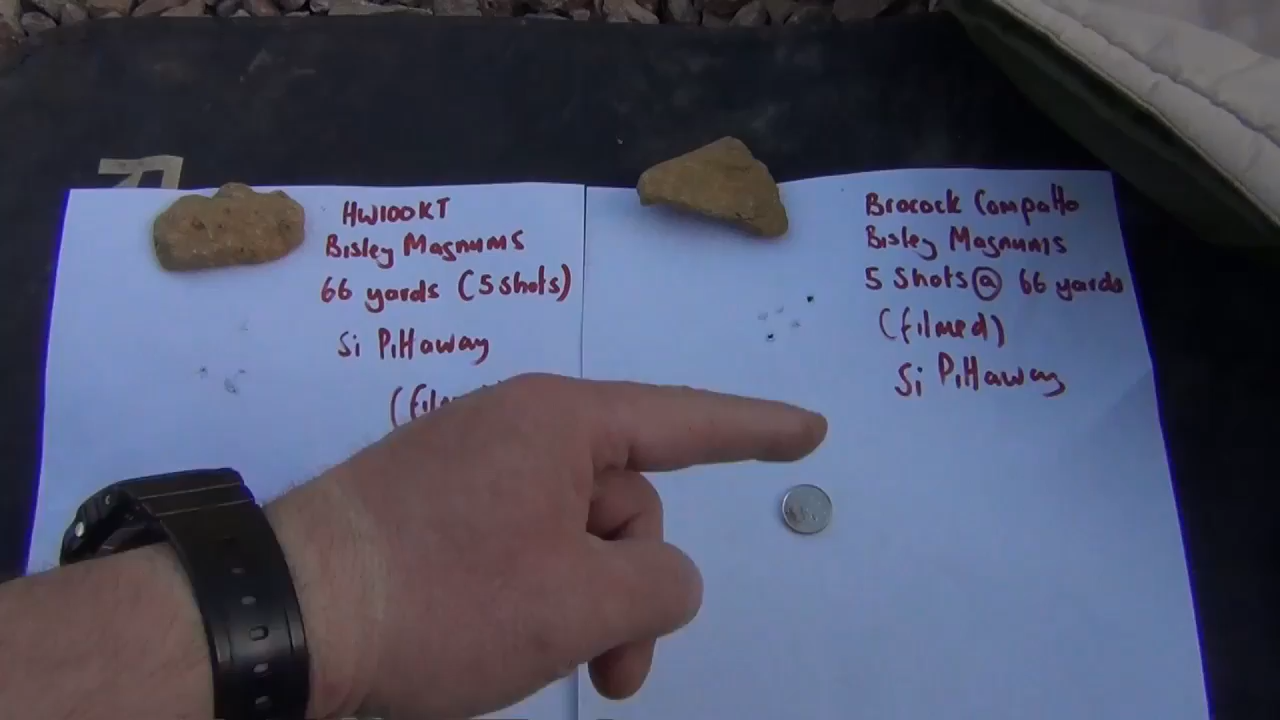 HW100KT
Bisley Magnums
66 yards (5 shots)
Si Pittaway
Brocock Compatto
Bisley Magnums
5 Shots @ 66 yards
(filmed)
Si Pittaway